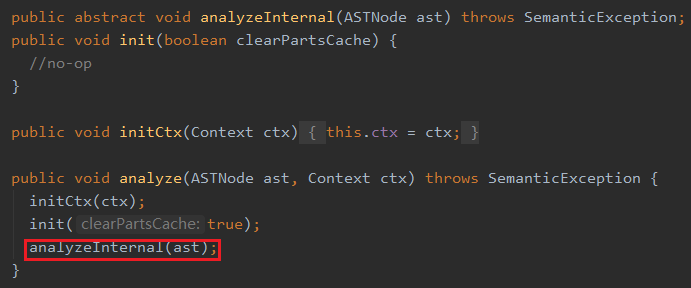 public abstract void analyzeInternal(ASTNode ast) throws SemanticException;
public void init(boolean clearPartsCache) {
//no-op
}
public void initCtx(Context ctx) { this.ctx = ctx; }
public void analyze(ASTNode ast, Context ctx) throws SemanticException {
initCtx(ctx);
init( clearPartsCache: true);
analyzeInternal(ast);
}